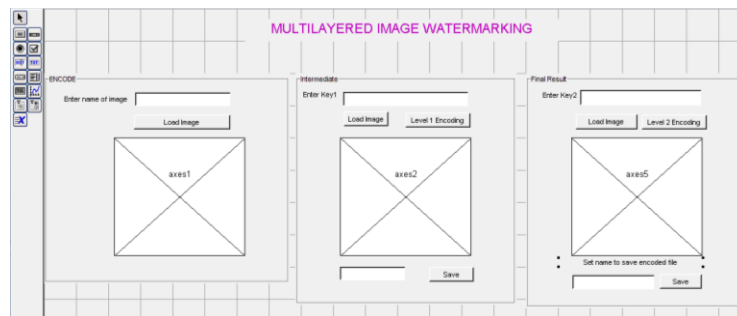 MULTILAYERED IMAGE WATERMARKING
ENCODE
Enter name of image
Load Image
axes1
Intermediate
Enter Key1
Load Image
Level 1 Encoding
axes2
Save
Final Result
Enter Key2
Load Image
Level 2 Encoding
axes5
Set name to save encoded file
Save